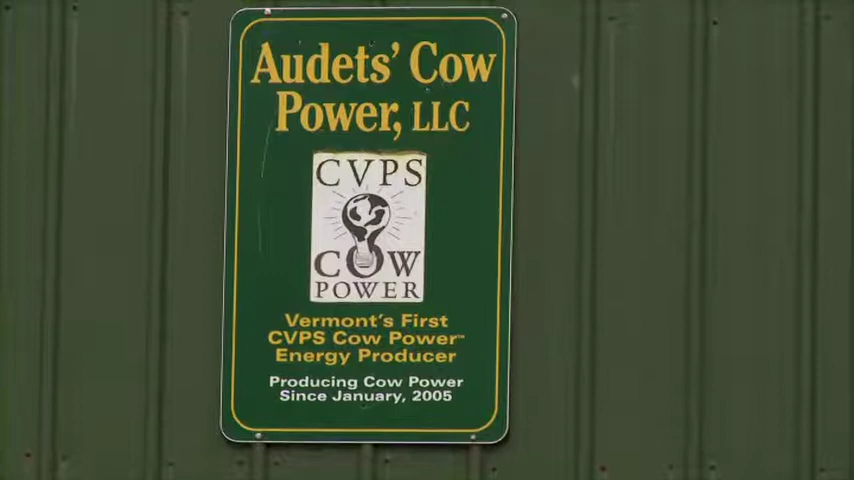 Audets' Cow
Power, LLC
CVPS
COW
POWER
Vermont's First
CVPS Cow Power™
Energy Producer
Producing Cow Power
Since January, 2005